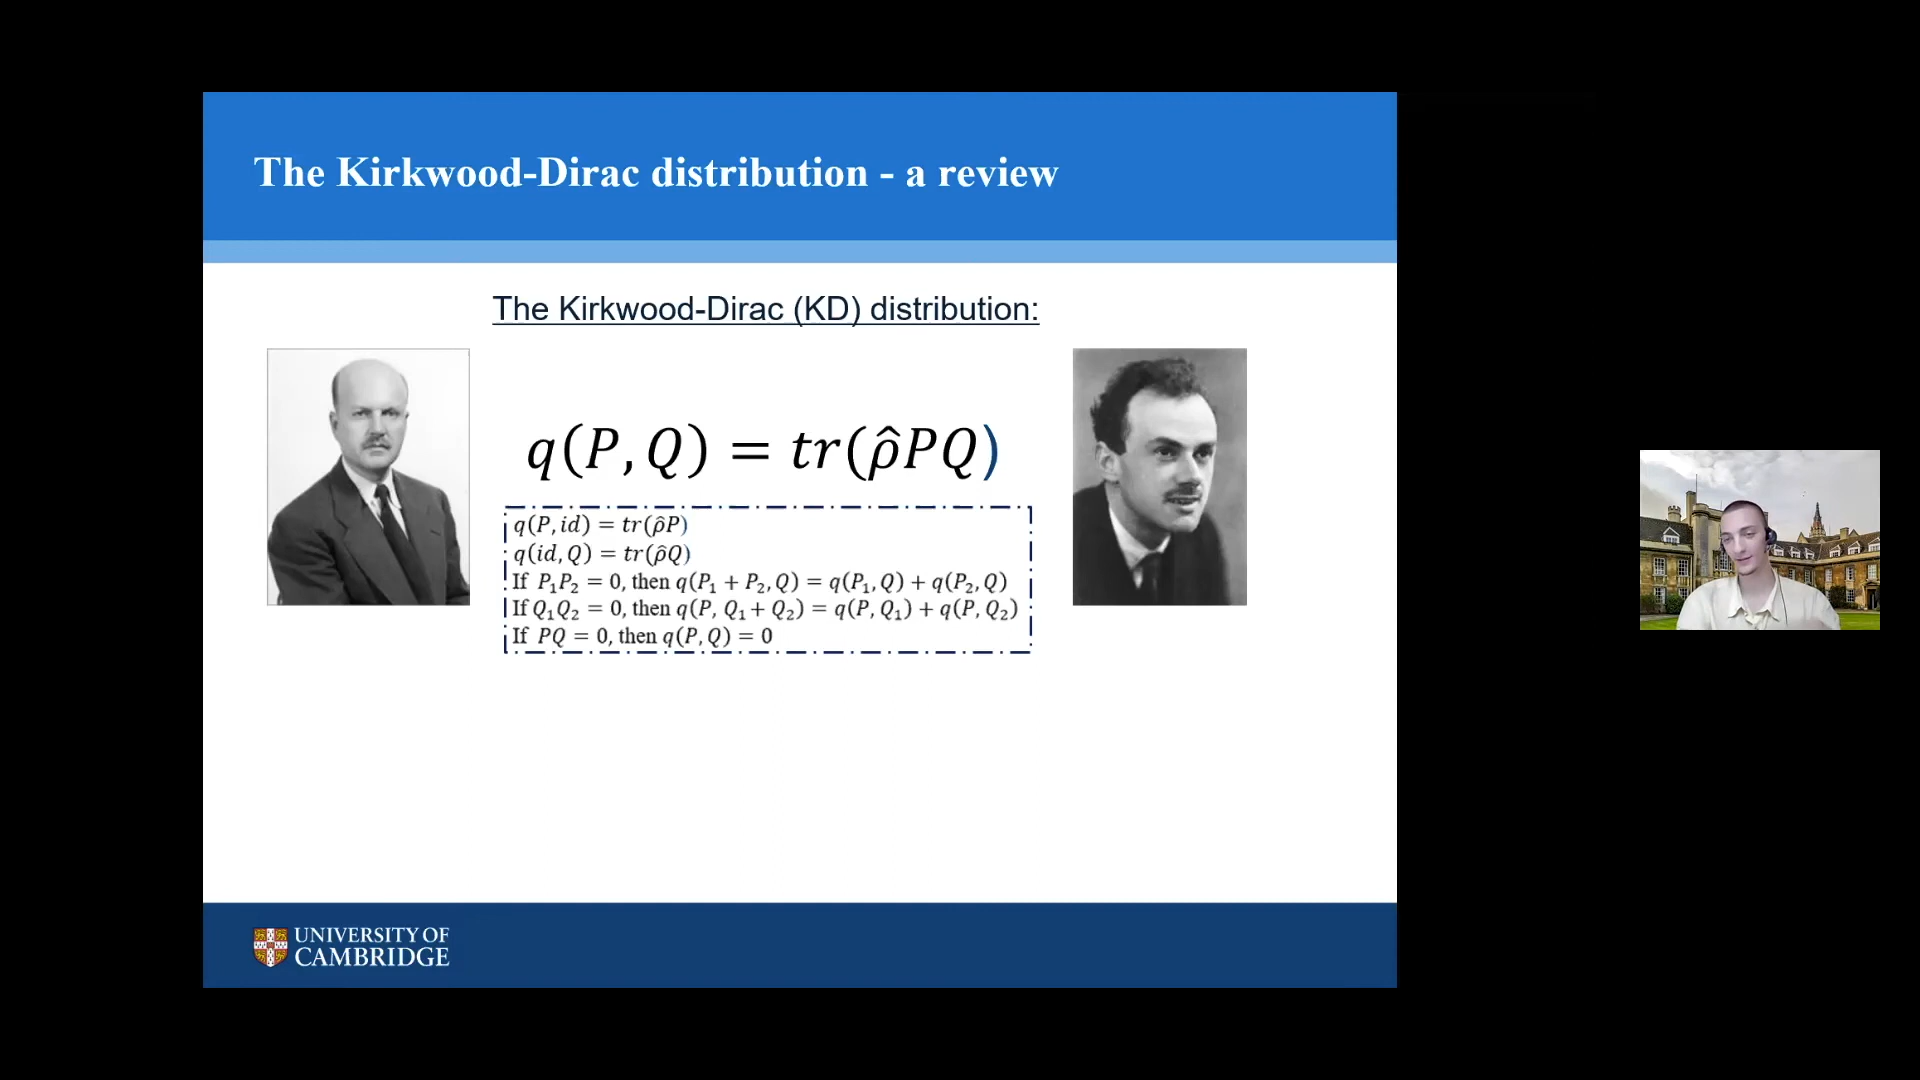 The Kirkwood-Dirac distribution - a review
The Kirkwood-Dirac (KD) distribution:
q(P, Q) = tr(ρ̂PQ)
q(P, id) = tr(ρ̂P)
q(id, Q) = tr(ρ̂Q)
If P₁P₂ = 0, then q(P₁ + P₂, Q) = q(P₁, Q) + q(P₂, Q)
If Q₁Q₂ = 0, then q(P, Q₁ + Q₂) = q(P, Q₁) + q(P, Q₂)
If PQ = 0, then q(P, Q) = 0
UNIVERSITY OF
CAMBRIDGE